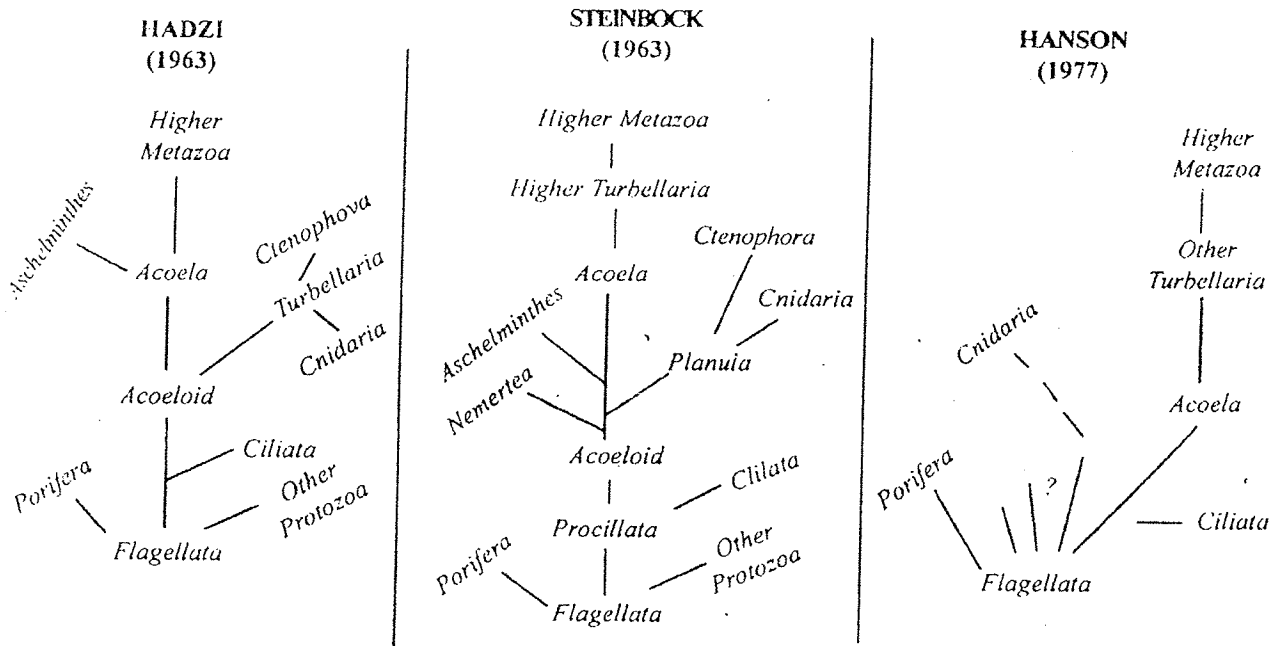 HADZI
(1963)
Higher
Metazoa
Aschelminthes
Acoela
Ctenophova
Turbellaria
Cnidaria
Acoeloid
Ciliata
Porifera
Other
Protozoa
Flagellata
STEINBOCK
(1963)
Higher Metazoa
Higher Turbellaria
Ctenophora
Acoela
Cnidaria
Aschelminthes
Planuia
Nemertea
Acoeloid
Clilata
Procillata
Porifera
Other
Protozoa
Flagellata
HANSON
(1977)
Higher
Metazoa
Other
Turbellaria
Cnidaria
Acoela
Porifera
?
Ciliata
Flagellata